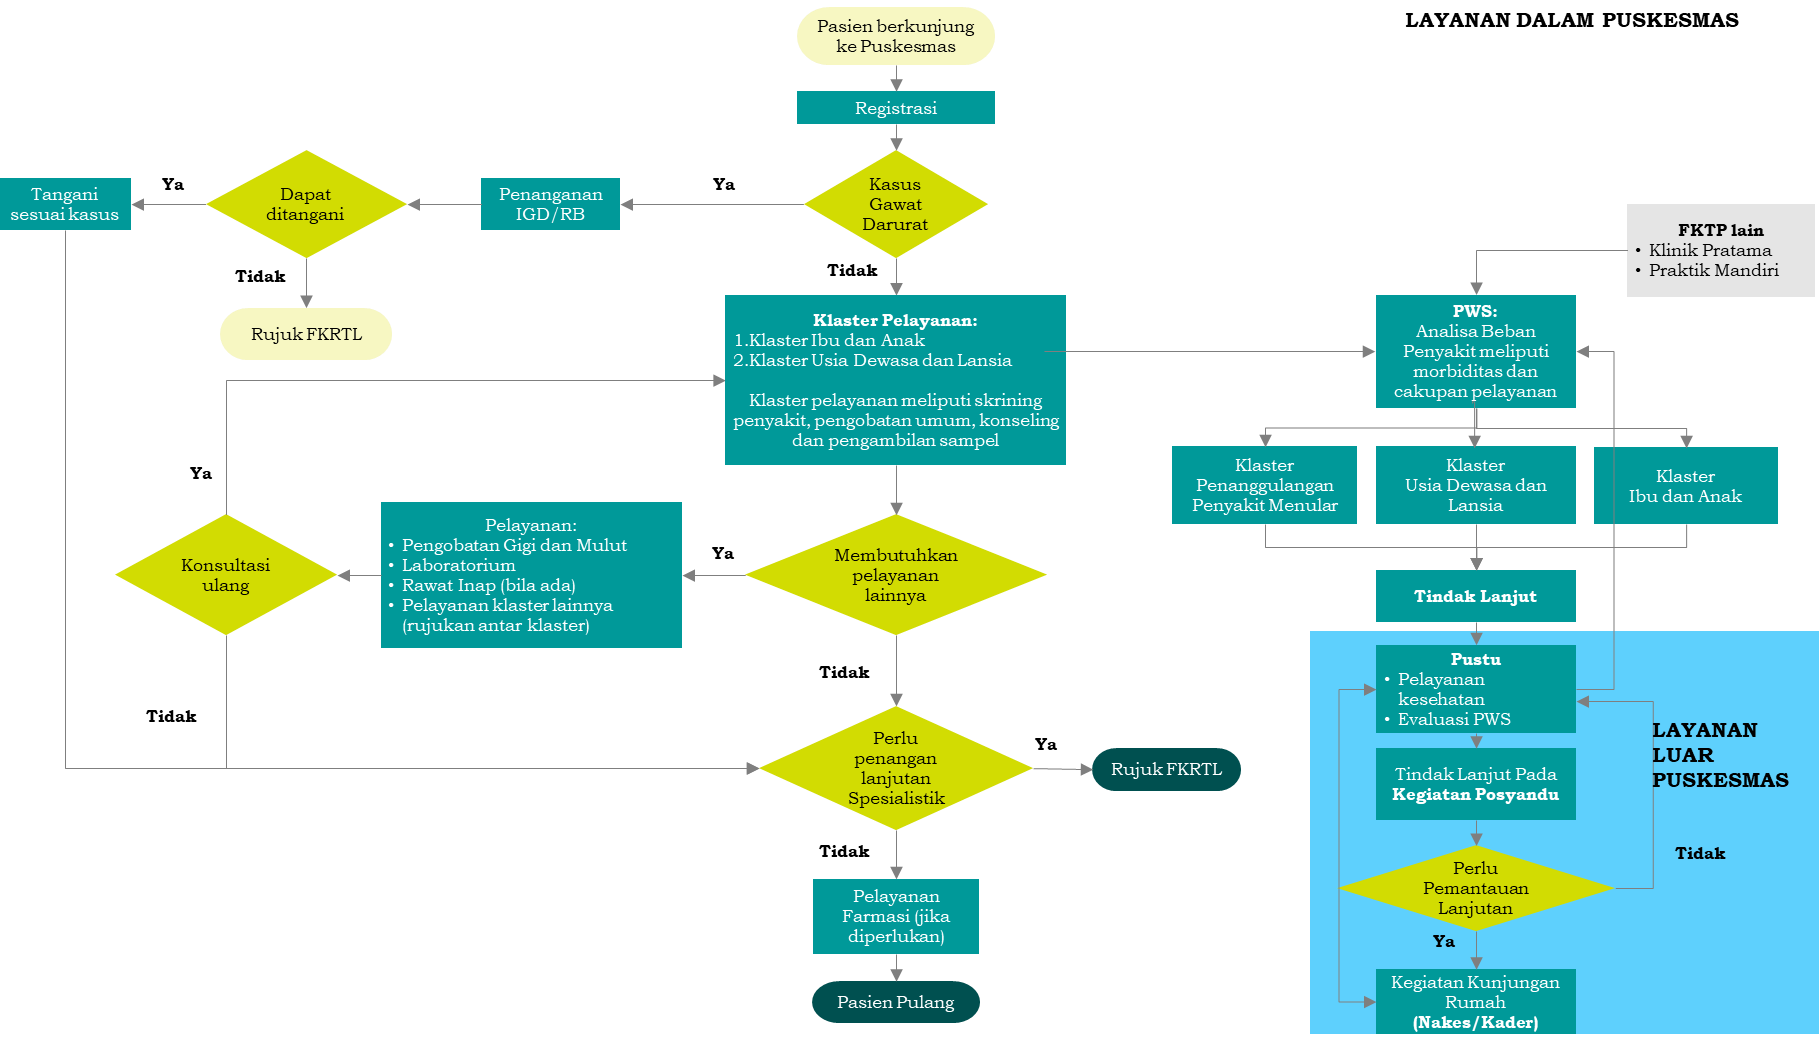 LAYANAN DALAM PUSKESMAS
Pasien berkunjung
ke Puskesmas
Registrasi
Kasus
Gawat
Darurat
Ya
Penanganan
IGD/RB
Dapat
ditangani
Ya
Tangani
sesuai kasus
Tidak
Rujuk FKRTL
Tidak
Klaster Pelayanan:
1.Klaster Ibu dan Anak
2.Klaster Usia Dewasa dan Lansia
Klaster pelayanan meliputi skrining
penyakit, pengobatan umum, konseling
dan pengambilan sampel
Membutuhkan
pelayanan
lainnya
Ya
Pelayanan:
• Pengobatan Gigi dan Mulut
• Laboratorium
• Rawat Inap (bila ada)
• Pelayanan klaster lainnya
(rujukan antar klaster)
Konsultasi
ulang
Ya
Tidak
Tidak
Perlu
penangan
lanjutan
Spesialistik
Ya
Rujuk FKRTL
Tidak
Pelayanan
Farmasi (jika
diperlukan)
Pasien Pulang
FKTP lain
• Klinik Pratama
• Praktik Mandiri
PWS:
Analisa Beban
Penyakit meliputi
morbiditas dan
cakupan pelayanan
Klaster
Penanggulangan
Penyakit Menular
Klaster
Usia Dewasa dan
Lansia
Klaster
Ibu dan Anak
Tindak Lanjut
Pustu
• Pelayanan
kesehatan
• Evaluasi PWS
LAYANAN
LUAR
PUSKESMAS
Tindak Lanjut Pada
Kegiatan Posyandu
Perlu
Pemantauan
Lanjutan
Tidak
Ya
Kegiatan Kunjungan
Rumah
(Nakes/Kader)